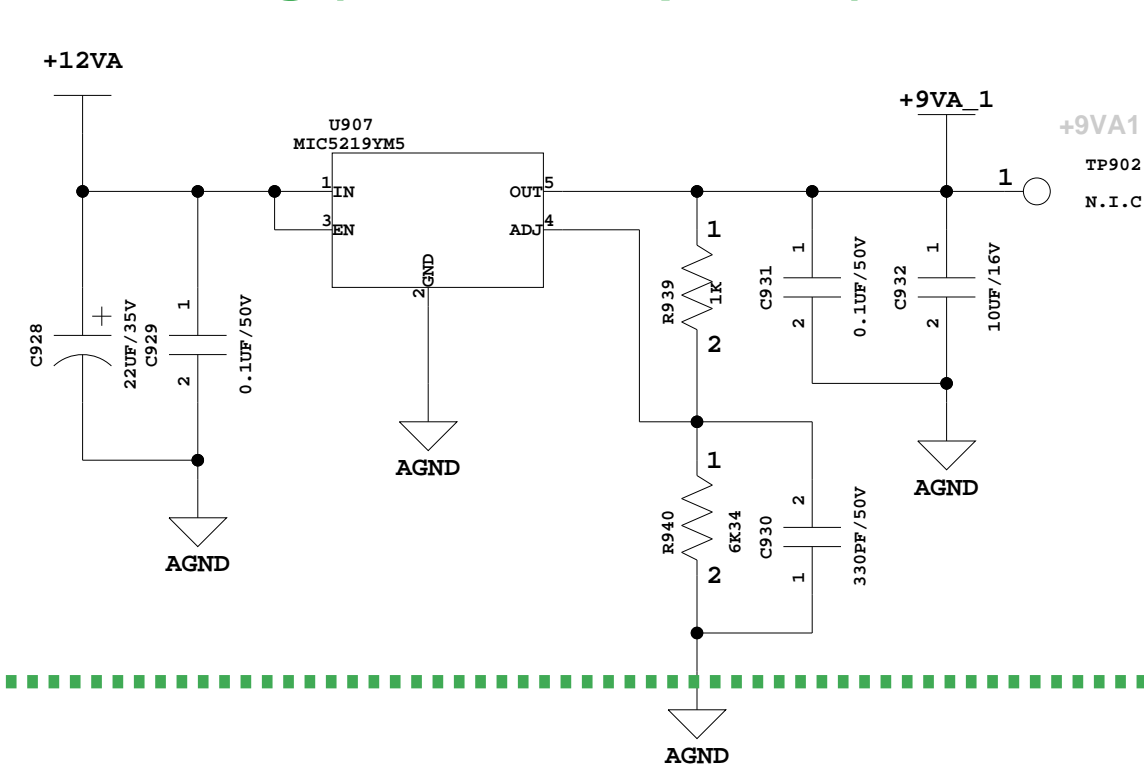 +12VA
U907
MIC5219YM5
1
IN
3
EN
OUT
5
ADJ
4
GND
2
+9VA_1
+9VA1
TP902
N.I.C
1
C928
22UF/35V
C929
1
2
0.1UF/50V
AGND
AGND
R939
1
1K
2
C931
1
2
0.1UF/50V
C932
1
2
10UF/16V
AGND
R940
1
6K34
2
C930
2
1
330PF/50V
AGND